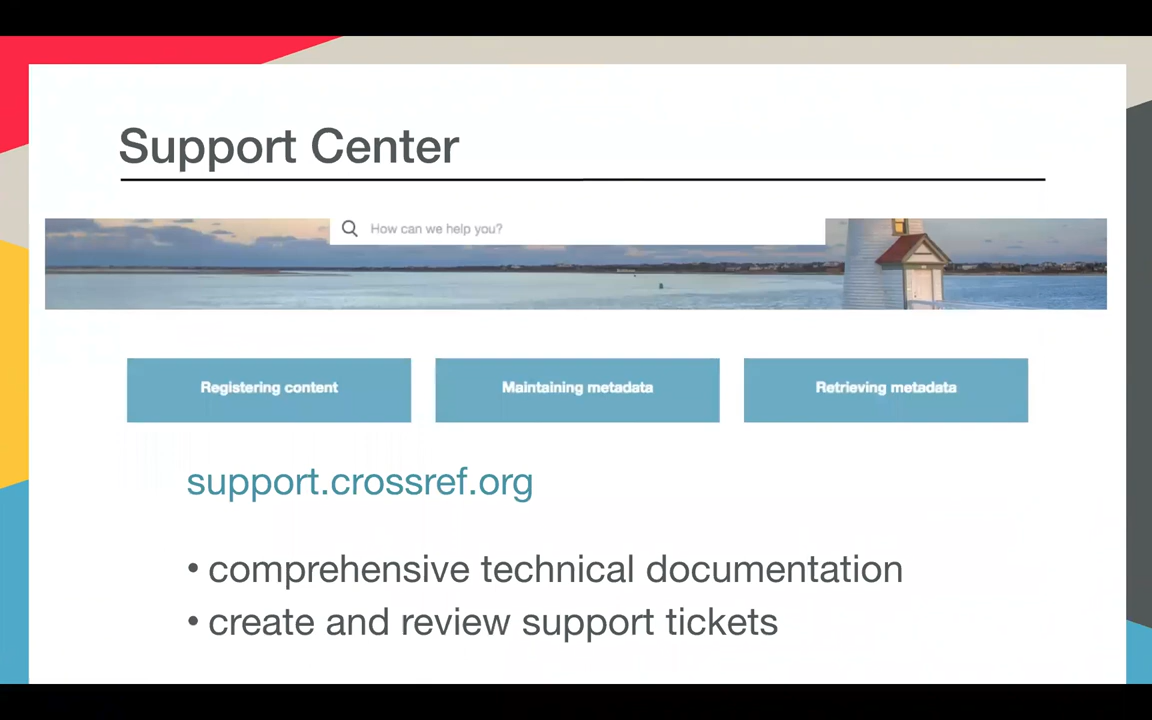 Support Center
How can we help you?
Registering content
Maintaining metadata
Retrieving metadata
support.crossref.org
• comprehensive technical documentation
• create and review support tickets